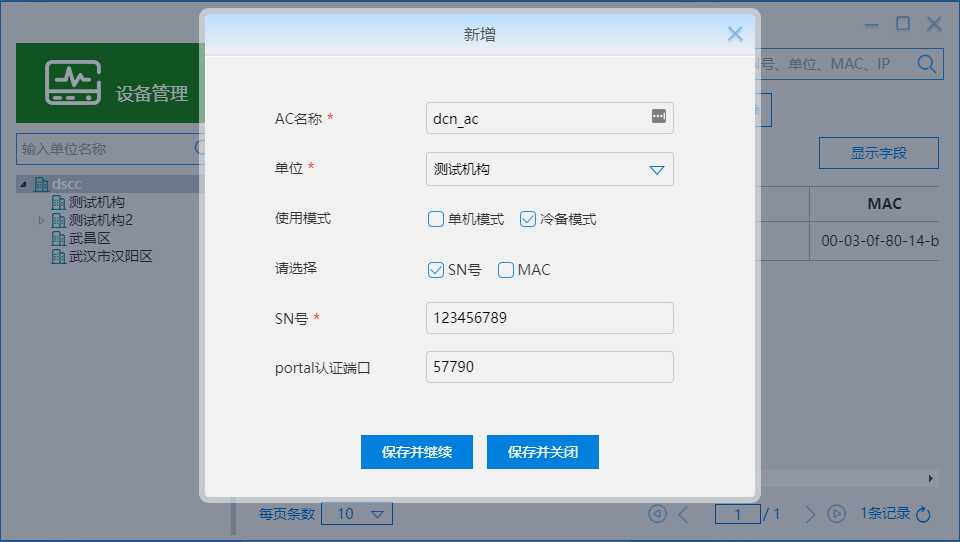 新增
设备管理
号、单位、MAC、IP
输入单位名称
显示字段
dscc
测试机构
测试机构2
武昌区
武汉市汉阳区
MAC
00-03-0f-80-14-b
AC名称 *
dcn_ac
单位 *
测试机构
使用模式
单机模式
冷备模式
请选择
SN号
MAC
SN号 *
123456789
portal认证端口
57790
保存并继续
保存并关闭
每页条数 10
1 / 1
1条记录